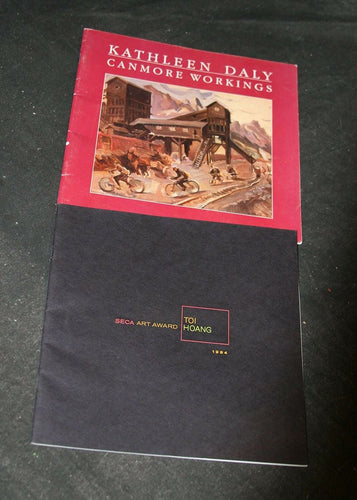 KATHLEEN DALY
CANMORE WORKINGS
SECA ART AWARD
TOI
HOANG
1994